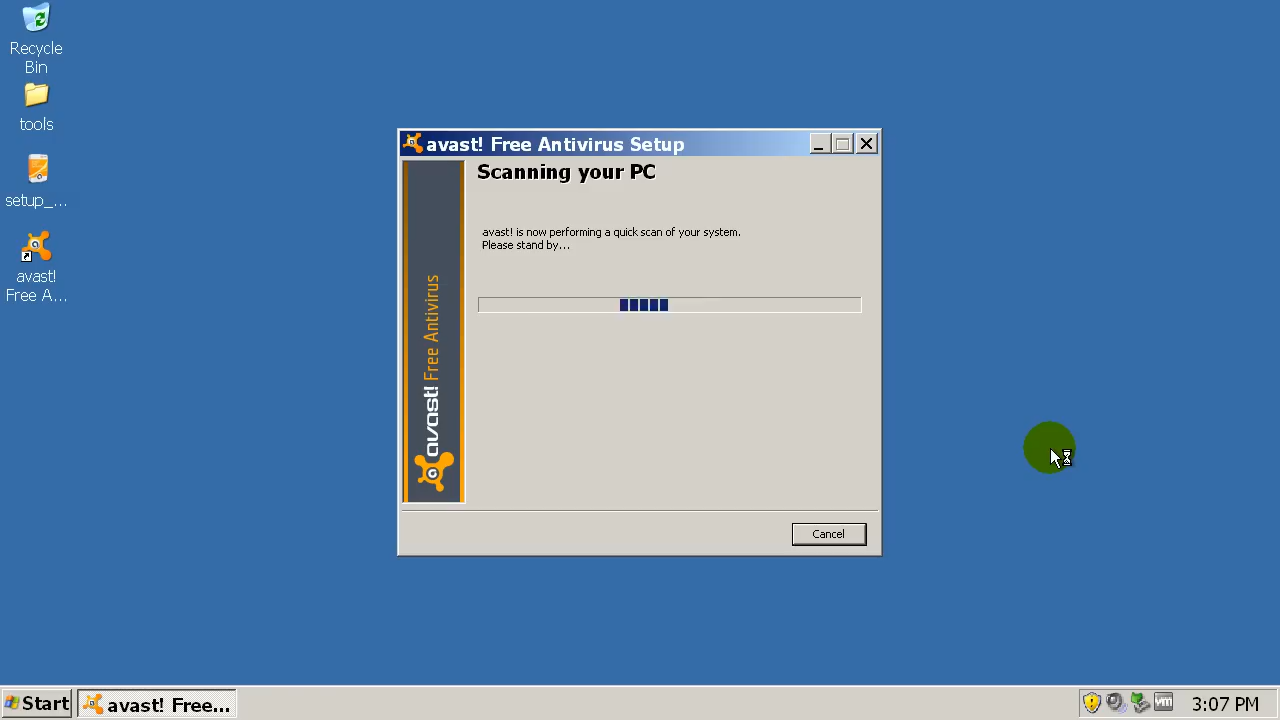 Recycle
Bin
tools
setup_...
avast!
Free A...
avast! Free Antivirus Setup
Scanning your PC
avast! is now performing a quick scan of your system.
Please stand by...
avast! Free Antivirus
Cancel
Start
avast! Free...
vm
3:07 PM